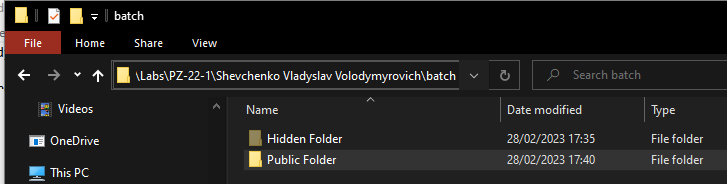 batch
File Home Share View
\Labs\PZ-22-1\Shevchenko Vladyslav Volodymyrovich\batch Search batch
Name Date modified Type
Videos
Hidden Folder 28/02/2023 17:35 File folder
OneDrive
Public Folder 28/02/2023 17:40 File folder
This PC